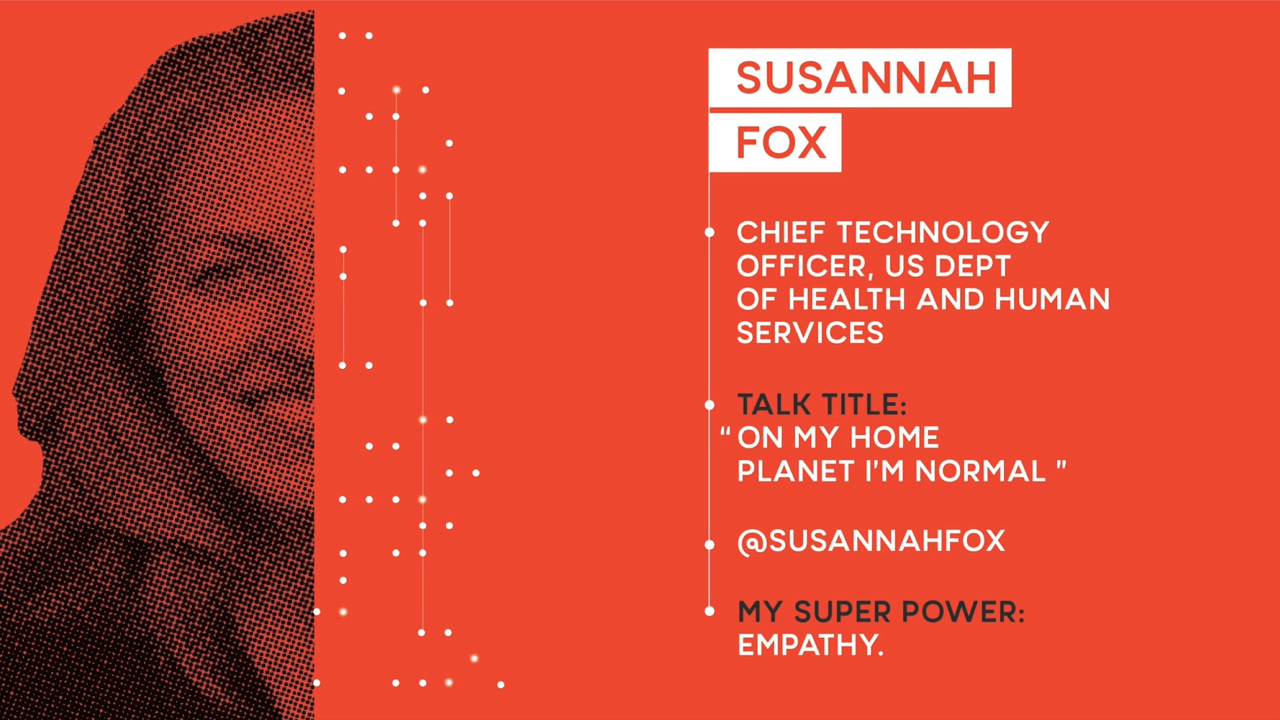 SUSANNAH
FOX
CHIEF TECHNOLOGY
OFFICER, US DEPT
OF HEALTH AND HUMAN
SERVICES
TALK TITLE:
“ ON MY HOME
PLANET I'M NORMAL ”
@SUSANNAHFOX
MY SUPER POWER:
EMPATHY.